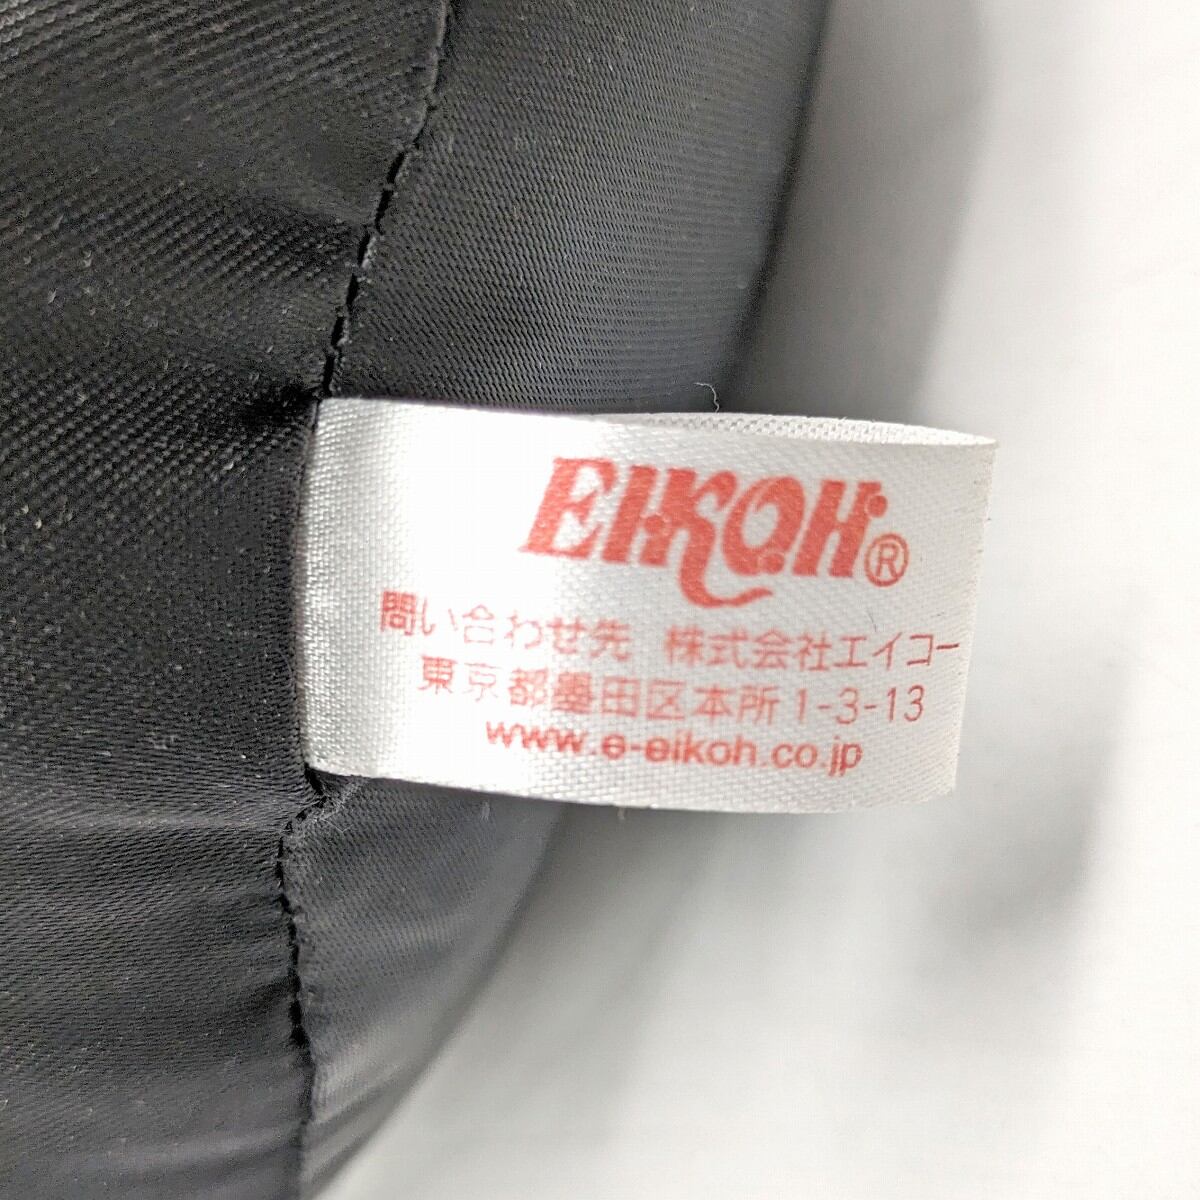 EIKOH®
問い合わせ先 株式会社エイコー
東京都墨田区本所1-3-13
www.e-eikoh.co.jp